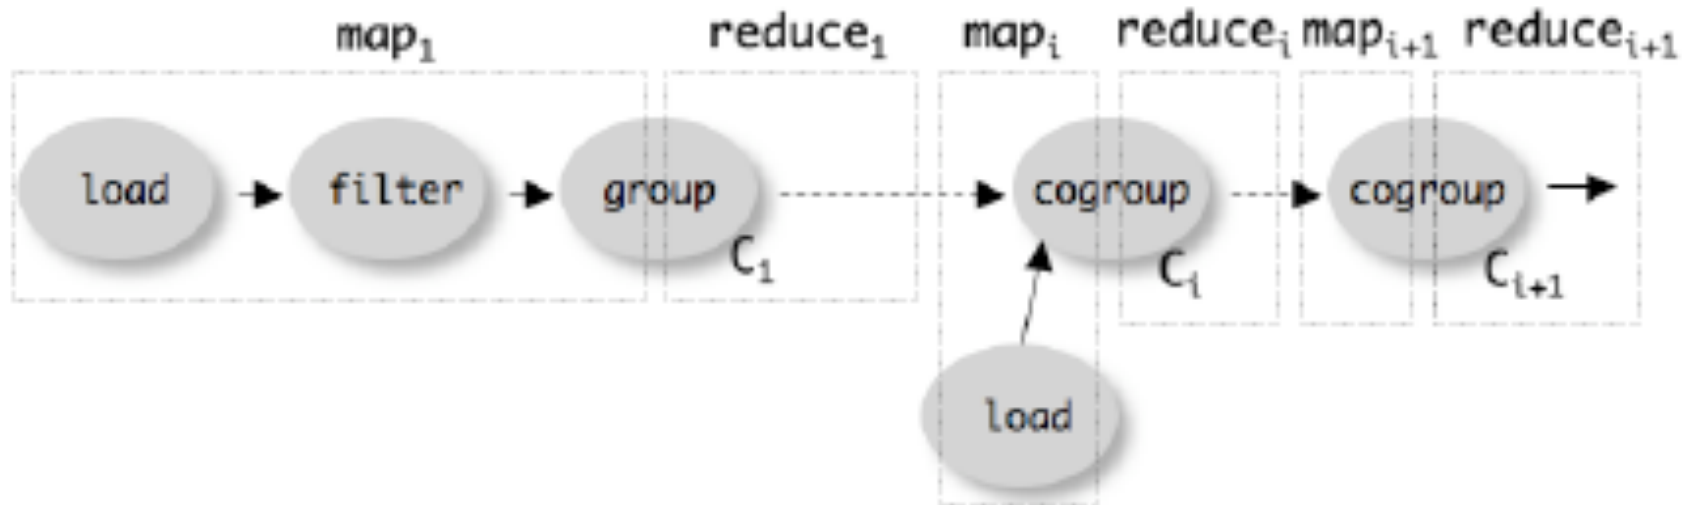 map₁ reduce₁ mapᵢ reduceᵢ mapᵢ₊₁ reduceᵢ₊₁
load filter group cogroup cogroup
C₁ Cᵢ Cᵢ₊₁
load